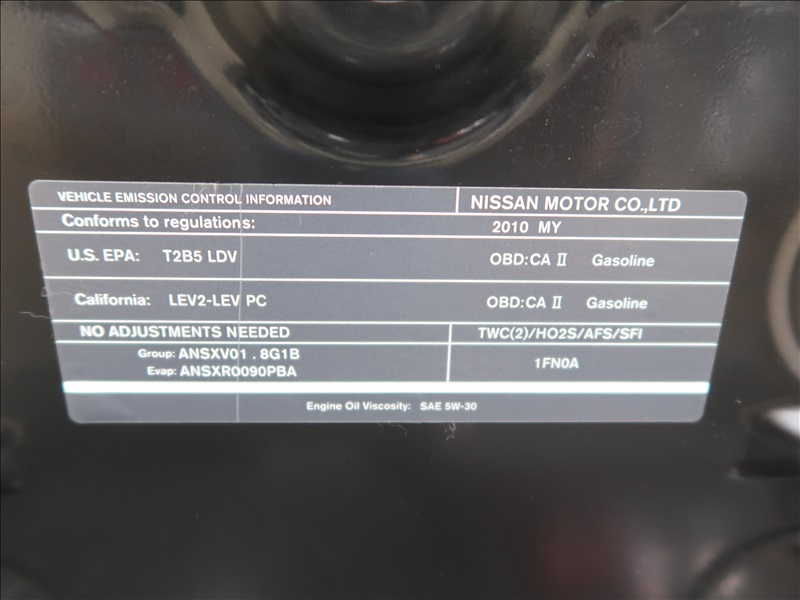 VEHICLE EMISSION CONTROL INFORMATION NISSAN MOTOR CO.,LTD
Conforms to regulations: 2010 MY
U.S. EPA: T2B5 LDV OBD:CA II Gasoline
California: LEV2-LEV PC OBD:CA II Gasoline
NO ADJUSTMENTS NEEDED TWC(2)/HO2S/AFS/SFI
Group: ANSXV01.8G1B 1FN0A
Evap: ANSXR0090PBA
Engine Oil Viscosity: SAE 5W-30